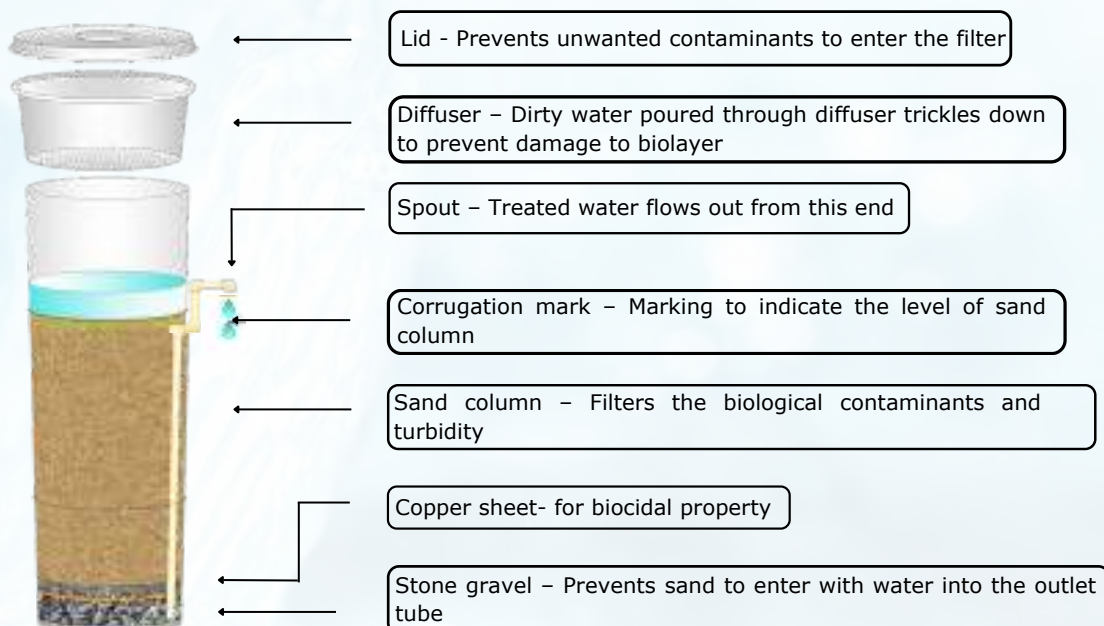 Lid - Prevents unwanted contaminants to enter the filter
Diffuser – Dirty water poured through diffuser trickles down
to prevent damage to biolayer
Spout – Treated water flows out from this end
Corrugation mark – Marking to indicate the level of sand
column
Sand column – Filters the biological contaminants and
turbidity
Copper sheet- for biocidal property
Stone gravel – Prevents sand to enter with water into the outlet
tube